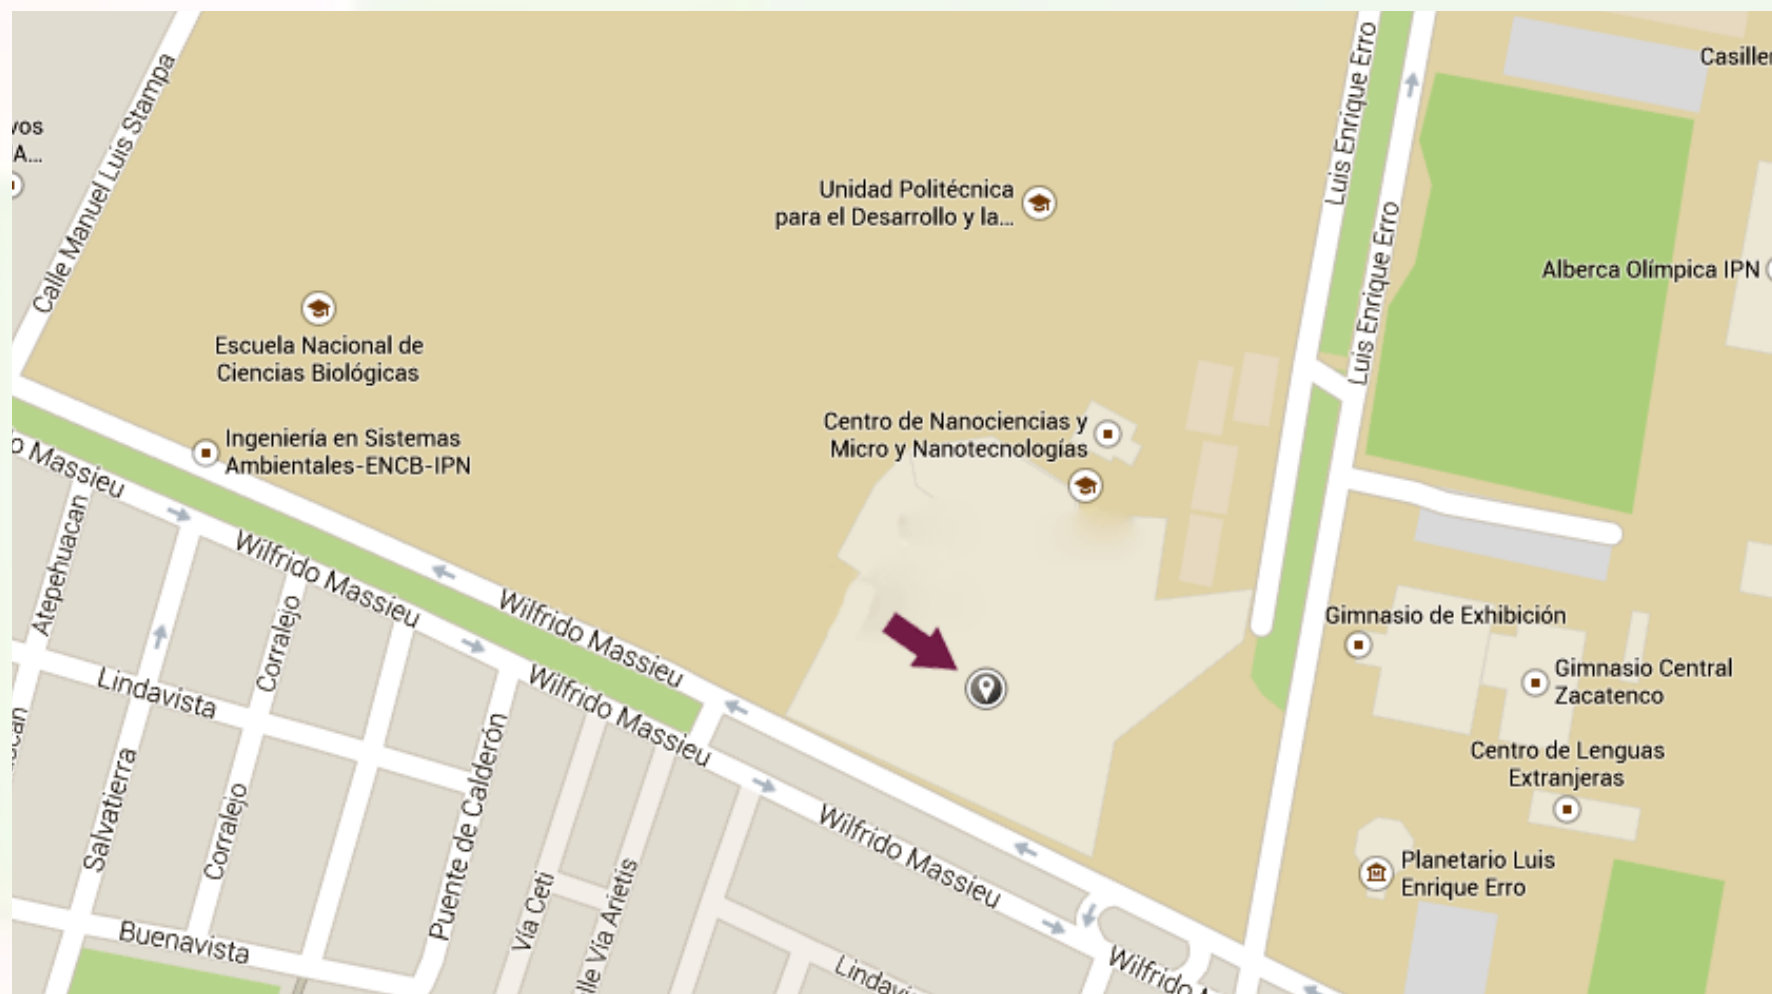 Casiller
Luis Enrique Erro
Calle Manuel Luis Stampa
vos
A...
Unidad Politécnica
para el Desarrollo y la...
Luis Enrique Erro
Alberca Olímpica IPN
Escuela Nacional de
Ciencias Biológicas
Centro de Nanociencias y
Micro y Nanotecnologías
Ingeniería en Sistemas
Ambientales-ENCB-IPN
o Massieu
Atepehuacan
Wilfrido Massieu
Wilfrido Massieu
Corralejo
Gimnasio de Exhibición
Gimnasio Central
Zacatenco
Lindavista
Wilfrido Massieu
Puente de Calderón
Salvatierra
Corralejo
Centro de Lenguas
Extranjeras
Wilfrido Massieu
Planetario Luis
Enrique Erro
Vía Ceti
lle Vía Arietis
Buenavista
Lindavi
Wilfrido